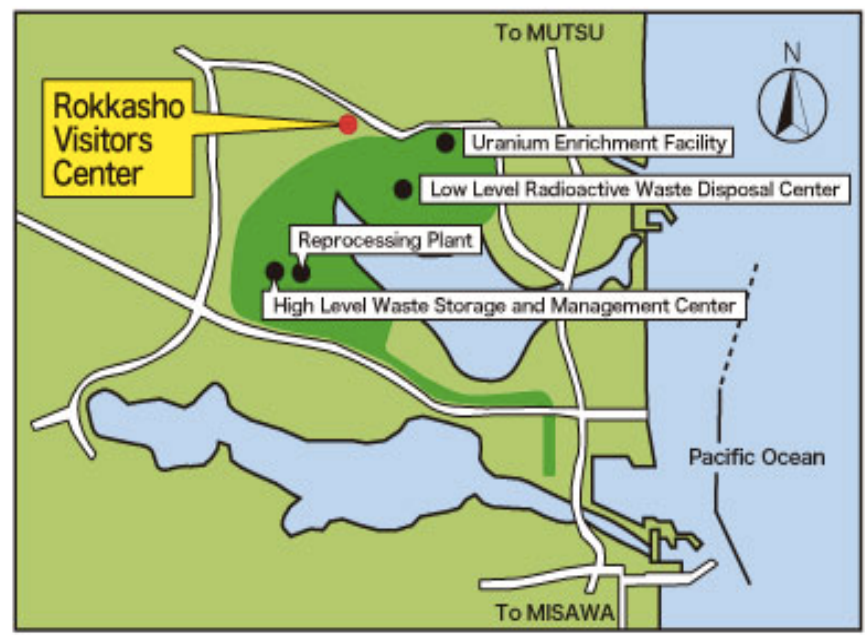 To MUTSU
N
Rokkasho
Visitors
Center
Uranium Enrichment Facility
Low Level Radioactive Waste Disposal Center
Reprocessing Plant
High Level Waste Storage and Management Center
Pacific Ocean
To MISAWA